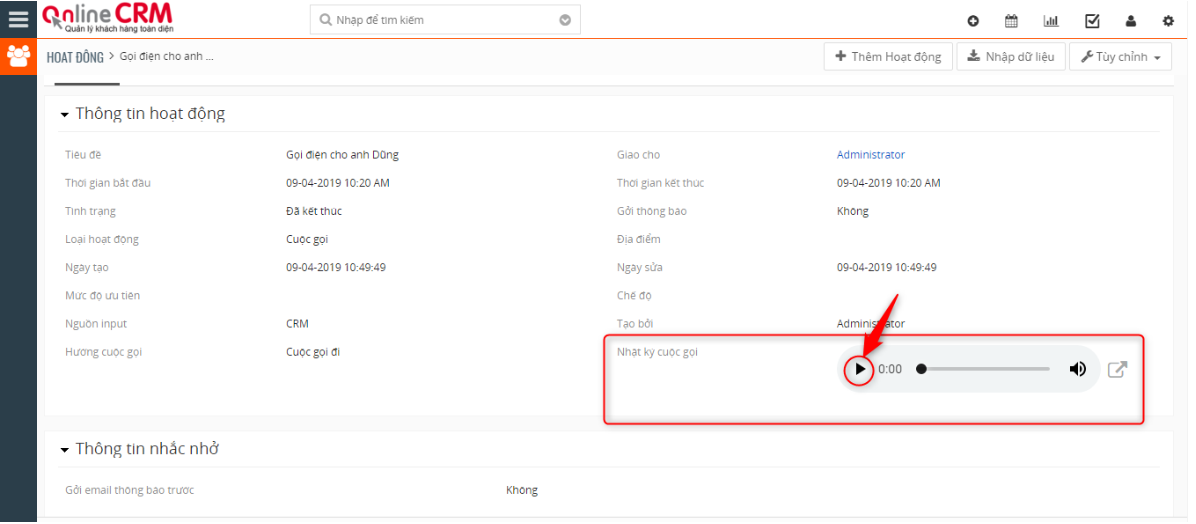 OnlineCRM
Quản lý khách hàng toàn diện
Nhập để tìm kiếm
HOẠT ĐỘNG > Gọi điện cho anh ...
Thêm Hoạt động
Nhập dữ liệu
Tùy chỉnh
Thông tin hoạt động
Tiêu đề Gọi điện cho anh Dũng Giao cho Administrator
Thời gian bắt đầu 09-04-2019 10:20 AM Thời gian kết thúc 09-04-2019 10:20 AM
Tình trạng Đã kết thúc Gởi thông báo Không
Loại hoạt động Cuộc gọi Địa điểm
Ngày tạo 09-04-2019 10:49:49 Ngày sửa 09-04-2019 10:49:49
Mức độ ưu tiên Chế độ
Nguồn input CRM Tạo bởi Administrator
Hướng cuộc gọi Cuộc gọi đi Nhật ký cuộc gọi 0:00
Thông tin nhắc nhở
Gởi email thông báo trước Không